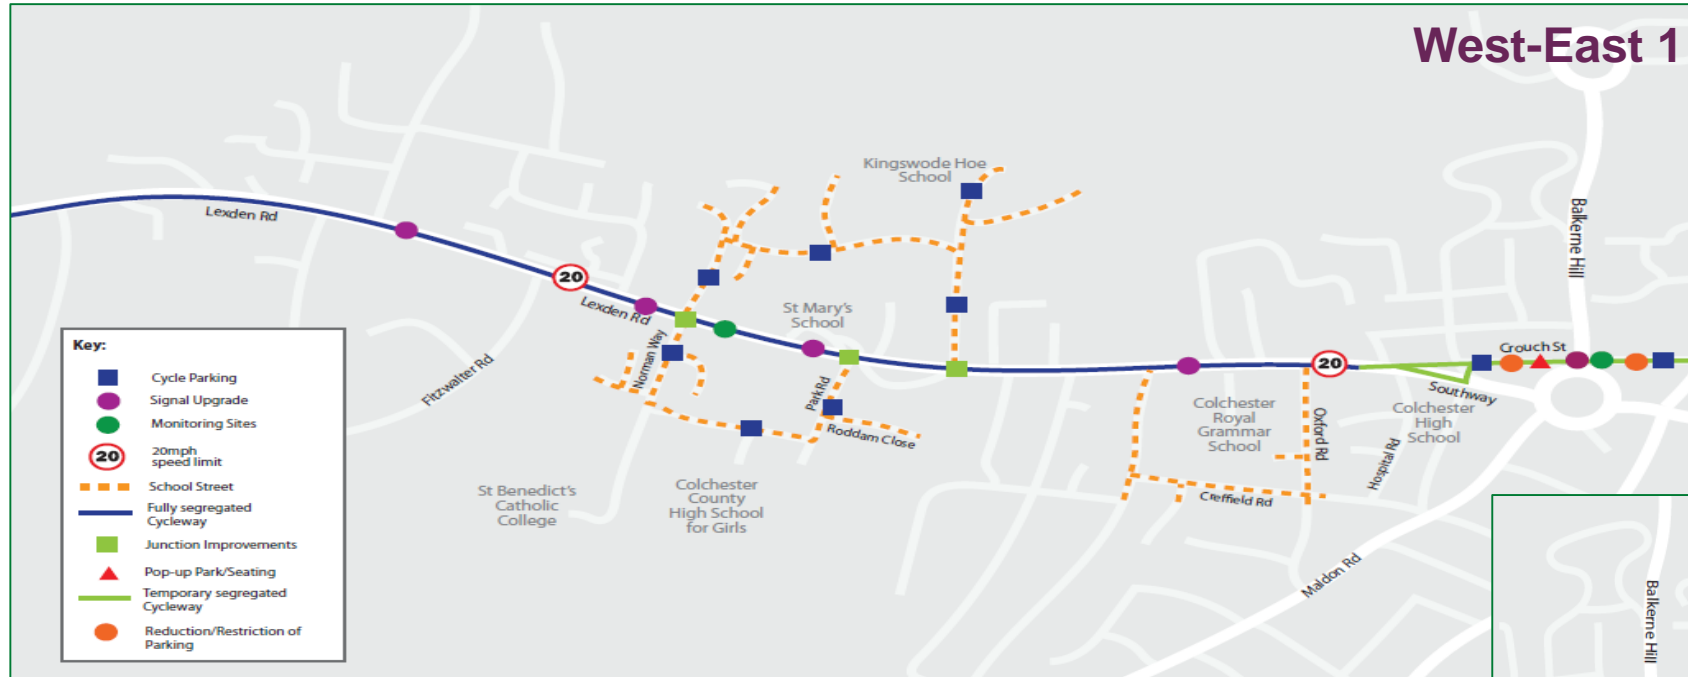 West-East 1
Kingswode Hoe
School
Lexden Rd
Balkerne Hill
20
Lexden Rd
St Mary's
School
Norman Way
Fitzwalter Rd
Park Rd
Roddam Close
20
Crouch St
Southway
Colchester
Royal
Grammar
School
Oxford Rd
Colchester
High
School
Hospital Rd
Creffield Rd
St Benedict's
Catholic
College
Colchester
County
High School
for Girls
Maldon Rd
Balkerne Hill
Key:
Cycle Parking
Signal Upgrade
Monitoring Sites
20
20mph
speed limit
School Street
Fully segregated
Cycleway
Junction Improvements
Pop-up Park/Seating
Temporary segregated
Cycleway
Reduction/Restriction of
Parking